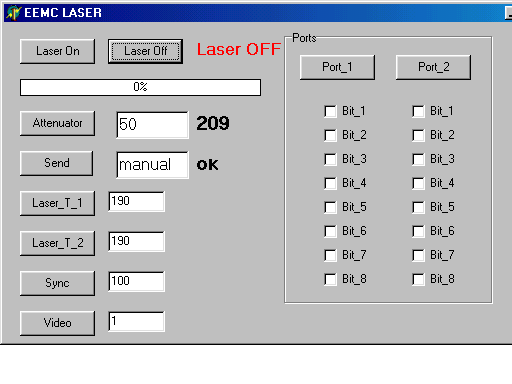 EEMC LASER
Laser On
Laser Off
Laser OFF
0%
Attenuator
50
209
Send
manual
ok
Laser_T_1
190
Laser_T_2
190
Sync
100
Video
1
Ports
Port_1
Port_2
Bit_1
Bit_1
Bit_2
Bit_2
Bit_3
Bit_3
Bit_4
Bit_4
Bit_5
Bit_5
Bit_6
Bit_6
Bit_7
Bit_7
Bit_8
Bit_8